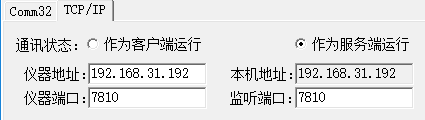 Comm32 TCP/IP
通讯状态: 作为客户端运行 作为服务端运行
仪器地址: 192.168.31.192 本机地址: 192.168.31.192
仪器端口: 7810 监听端口: 7810